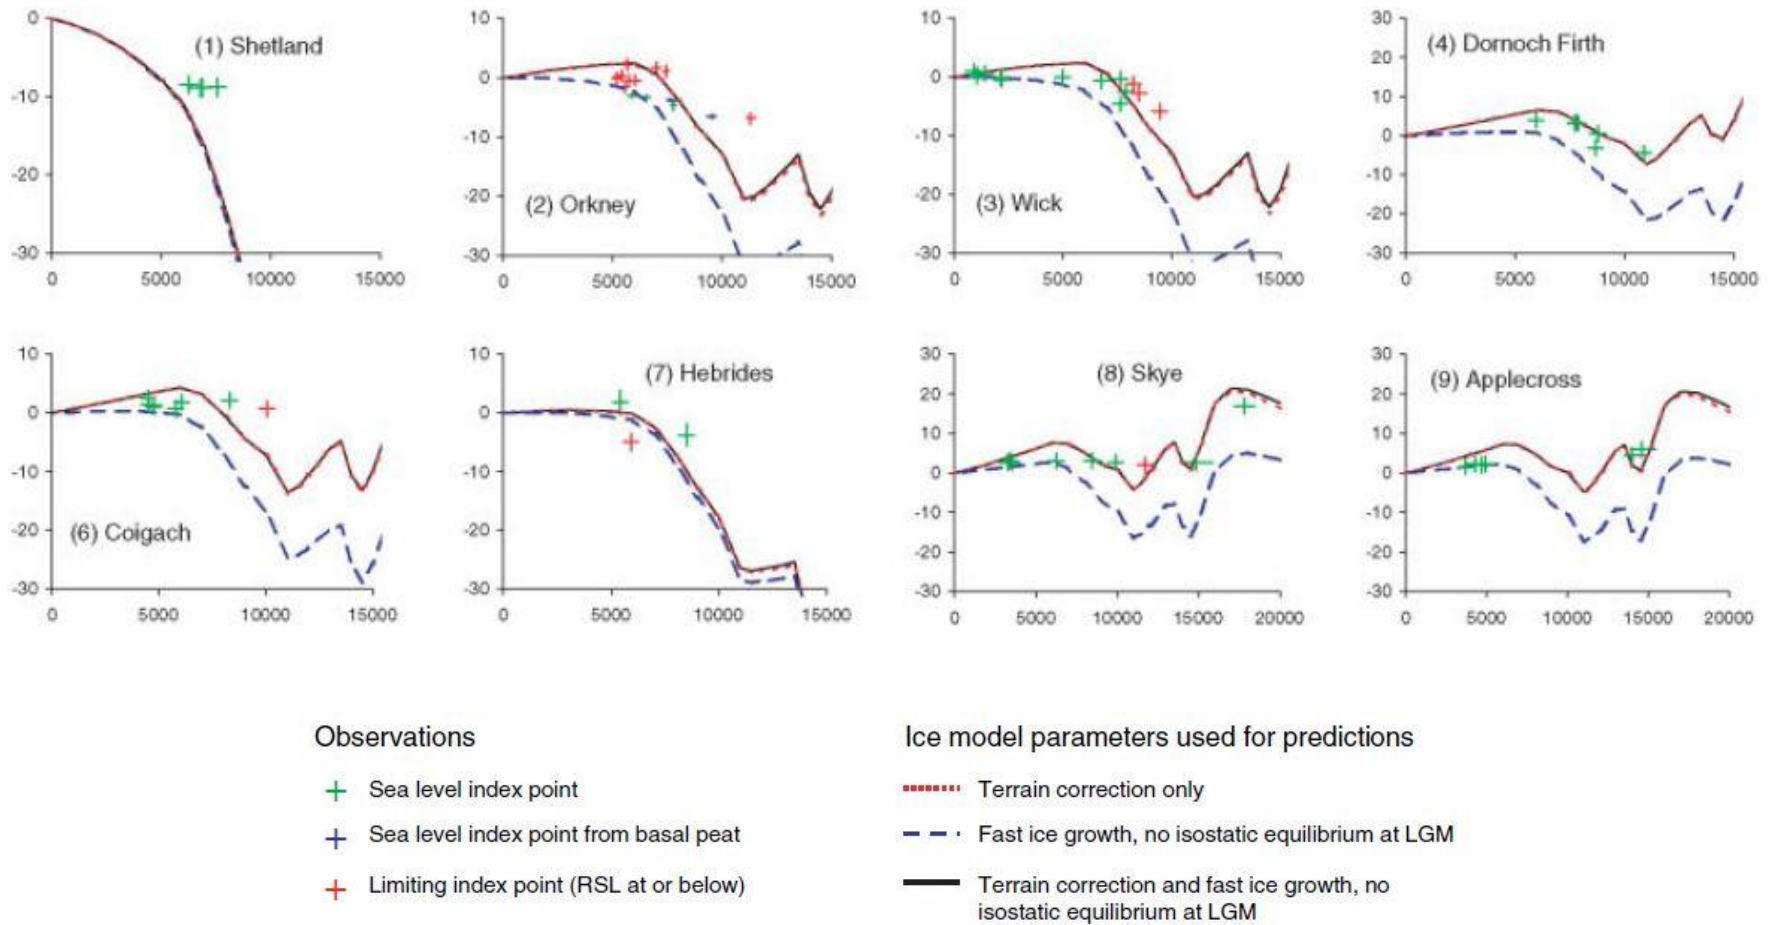 0
-10
-20
-30
0 5000 10000 15000
(1) Shetland
10
0
-10
-20
-30
0 5000 10000 15000
(2) Orkney
10
0
-10
-20
-30
0 5000 10000 15000
(3) Wick
30
20
10
0
-10
-20
-30
0 5000 10000 15000
(4) Dornoch Firth
10
0
-10
-20
-30
0 5000 10000 15000
(6) Coigach
10
0
-10
-20
-30
0 5000 10000 15000
(7) Hebrides
30
20
10
0
-10
-20
-30
0 5000 10000 15000 20000
(8) Skye
30
20
10
0
-10
-20
-30
0 5000 10000 15000 20000
(9) Applecross
Observations
Sea level index point
Sea level index point from basal peat
Limiting index point (RSL at or below)
Ice model parameters used for predictions
Terrain correction only
Fast ice growth, no isostatic equilibrium at LGM
Terrain correction and fast ice growth, no
isostatic equilibrium at LGM